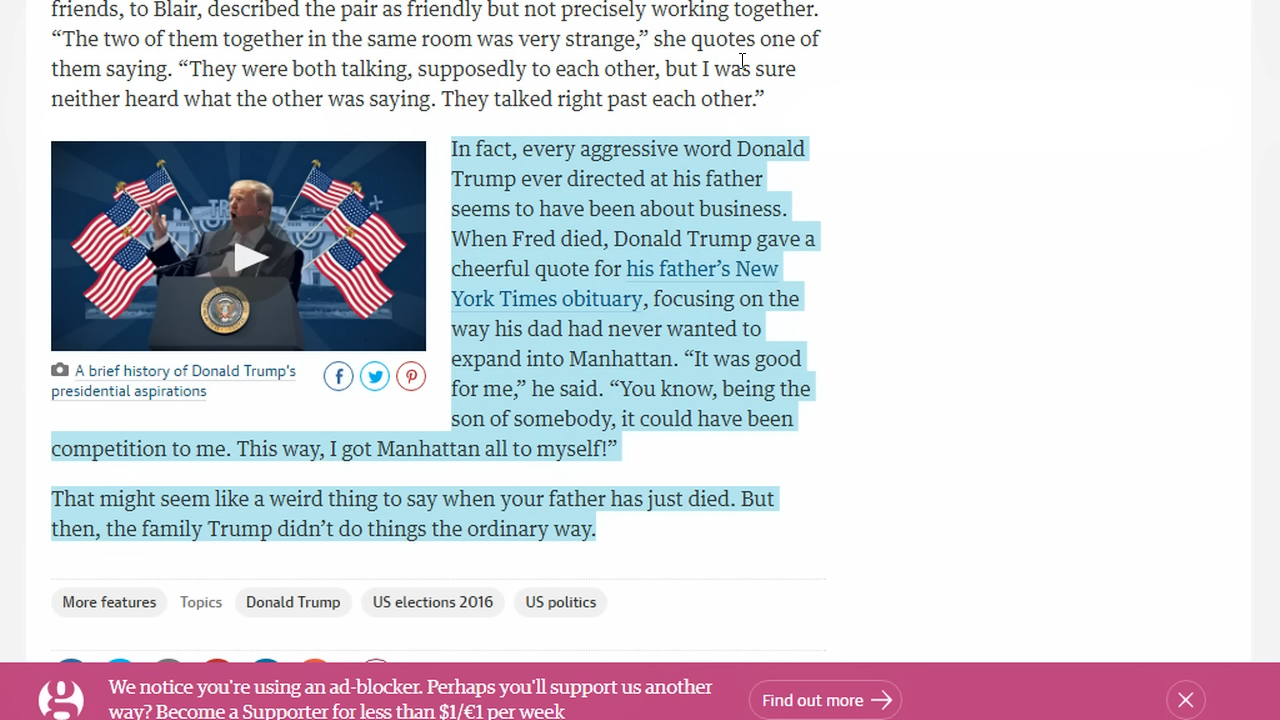 friends, to Blair, described the pair as friendly but not precisely working together.
“The two of them together in the same room was very strange,” she quotes one of
them saying. “They were both talking, supposedly to each other, but I was sure
neither heard what the other was saying. They talked right past each other.”
In fact, every aggressive word Donald
Trump ever directed at his father
seems to have been about business.
When Fred died, Donald Trump gave a
cheerful quote for his father’s New
York Times obituary, focusing on the
way his dad had never wanted to
expand into Manhattan. “It was good
for me,” he said. “You know, being the
son of somebody, it could have been
competition to me. This way, I got Manhattan all to myself!”
A brief history of Donald Trump's
presidential aspirations
That might seem like a weird thing to say when your father has just died. But
then, the family Trump didn’t do things the ordinary way.
More features Topics Donald Trump US elections 2016 US politics
We notice you're using an ad-blocker. Perhaps you'll support us another
way? Become a Supporter for less than $1/€1 per week
Find out more